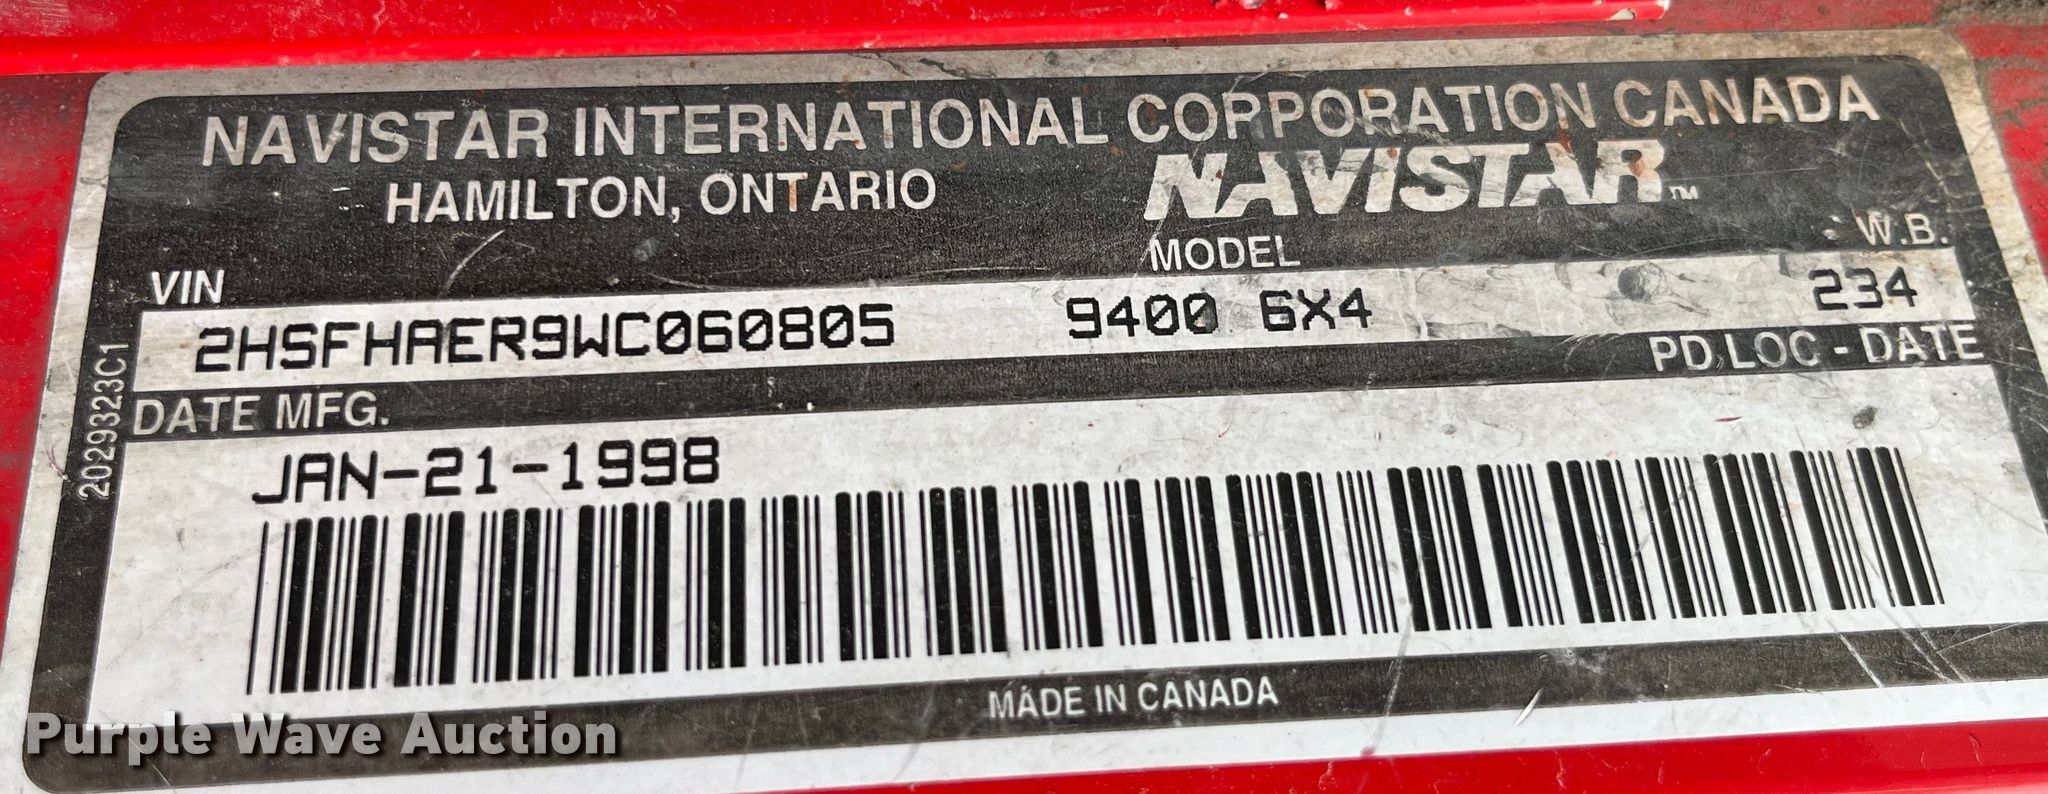 NAVISTAR INTERNATIONAL CORPORATION CANADA
HAMILTON, ONTARIO
NAVISTAR™
VIN
MODEL
W.B.
2HSFHAER9WC060805
9400 6X4
234
DATE MFG.
PD, LOC - DATE
JAN-21-1998
2029323C1
MADE IN CANADA
Purple Wave Auction